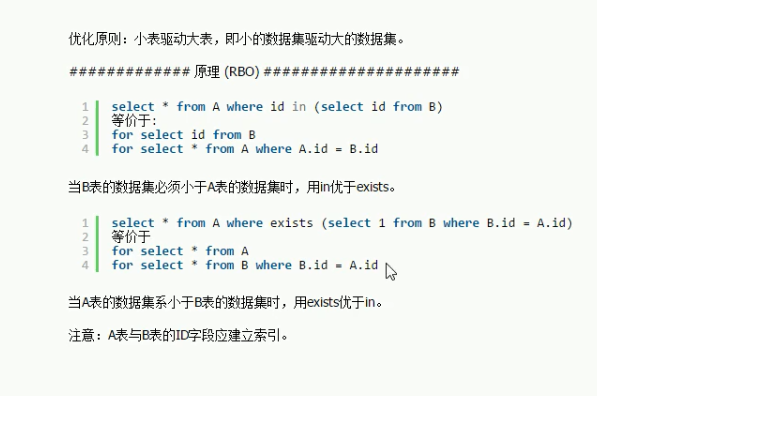 优化原则：小表驱动大表，即小的数据集驱动大的数据集。
############# 原理 (RBO) #####################
1 select * from A where id in (select id from B)
2 等价于:
3 for select id from B
4 for select * from A where A.id = B.id
当B表的数据集必须小于A表的数据集时，用in优于exists。
1 select * from A where exists (select 1 from B where B.id = A.id)
2 等价于
3 for select * from A
4 for select * from B where B.id = A.id
当A表的数据集系小于B表的数据集时，用exists优于in。
注意：A表与B表的ID字段应建立索引。